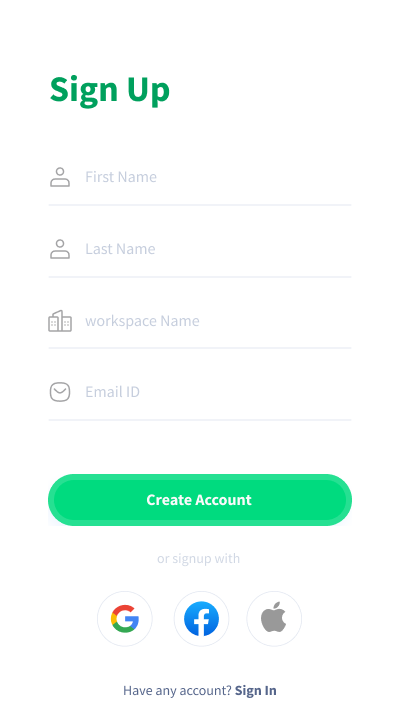 Sign Up
First Name
Last Name
workspace Name
Email ID
Create Account
or signup with
Have any account? Sign In